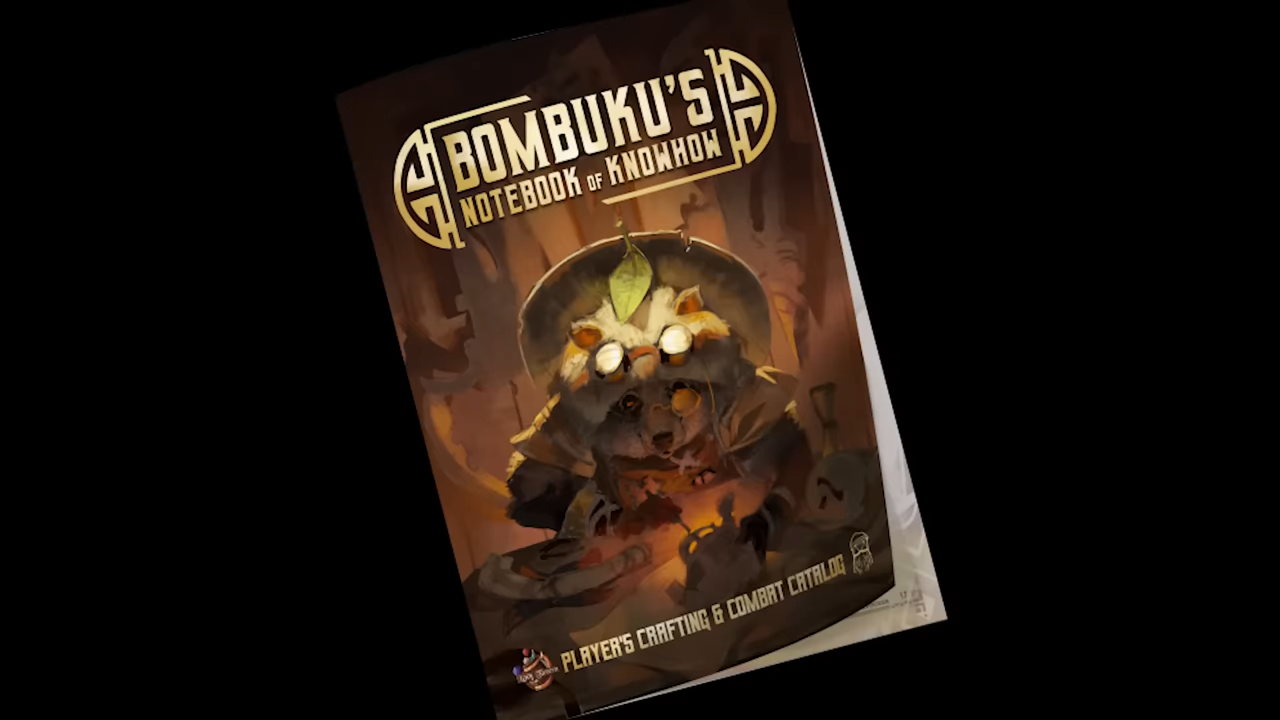 BOMBUKU'S
NOTEBOOK OF KNOWHOW
PLAYER'S CRAFTING & COMBAT CATALOG